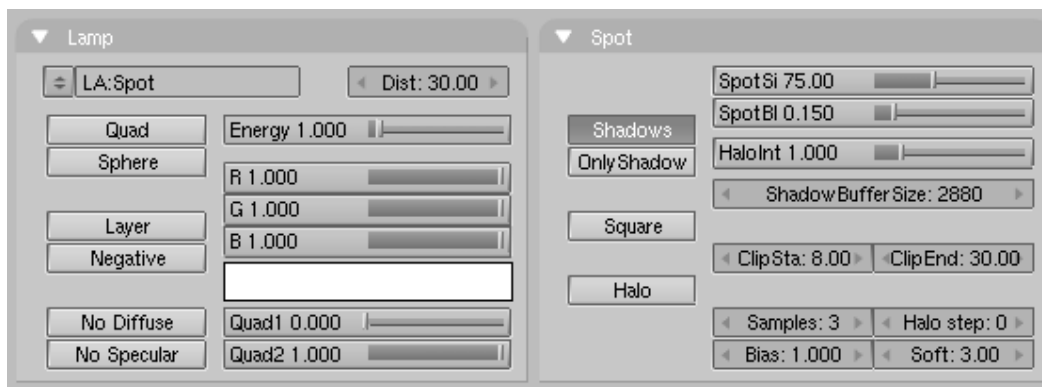 Lamp
LA:Spot
Dist: 30.00
Quad
Energy 1.000
Sphere
R 1.000
G 1.000
Layer
B 1.000
Negative
No Diffuse
Quad1 0.000
No Specular
Quad2 1.000
Spot
SpotSi 75.00
SpotBl 0.150
Shadows
OnlyShadow
HaloInt 1.000
ShadowBufferSize: 2880
Square
ClipSta: 8.00
ClipEnd: 30.00
Halo
Samples: 3
Halo step: 0
Bias: 1.000
Soft: 3.00